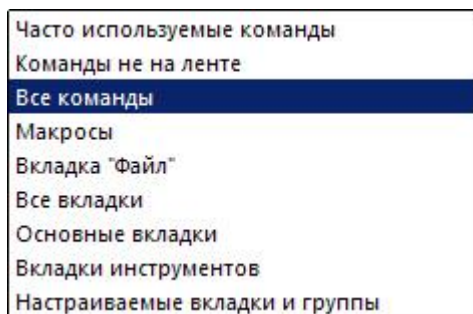 Часто используемые команды
Команды не на ленте
Все команды
Макросы
Вкладка "Файл"
Все вкладки
Основные вкладки
Вкладки инструментов
Настраиваемые вкладки и группы